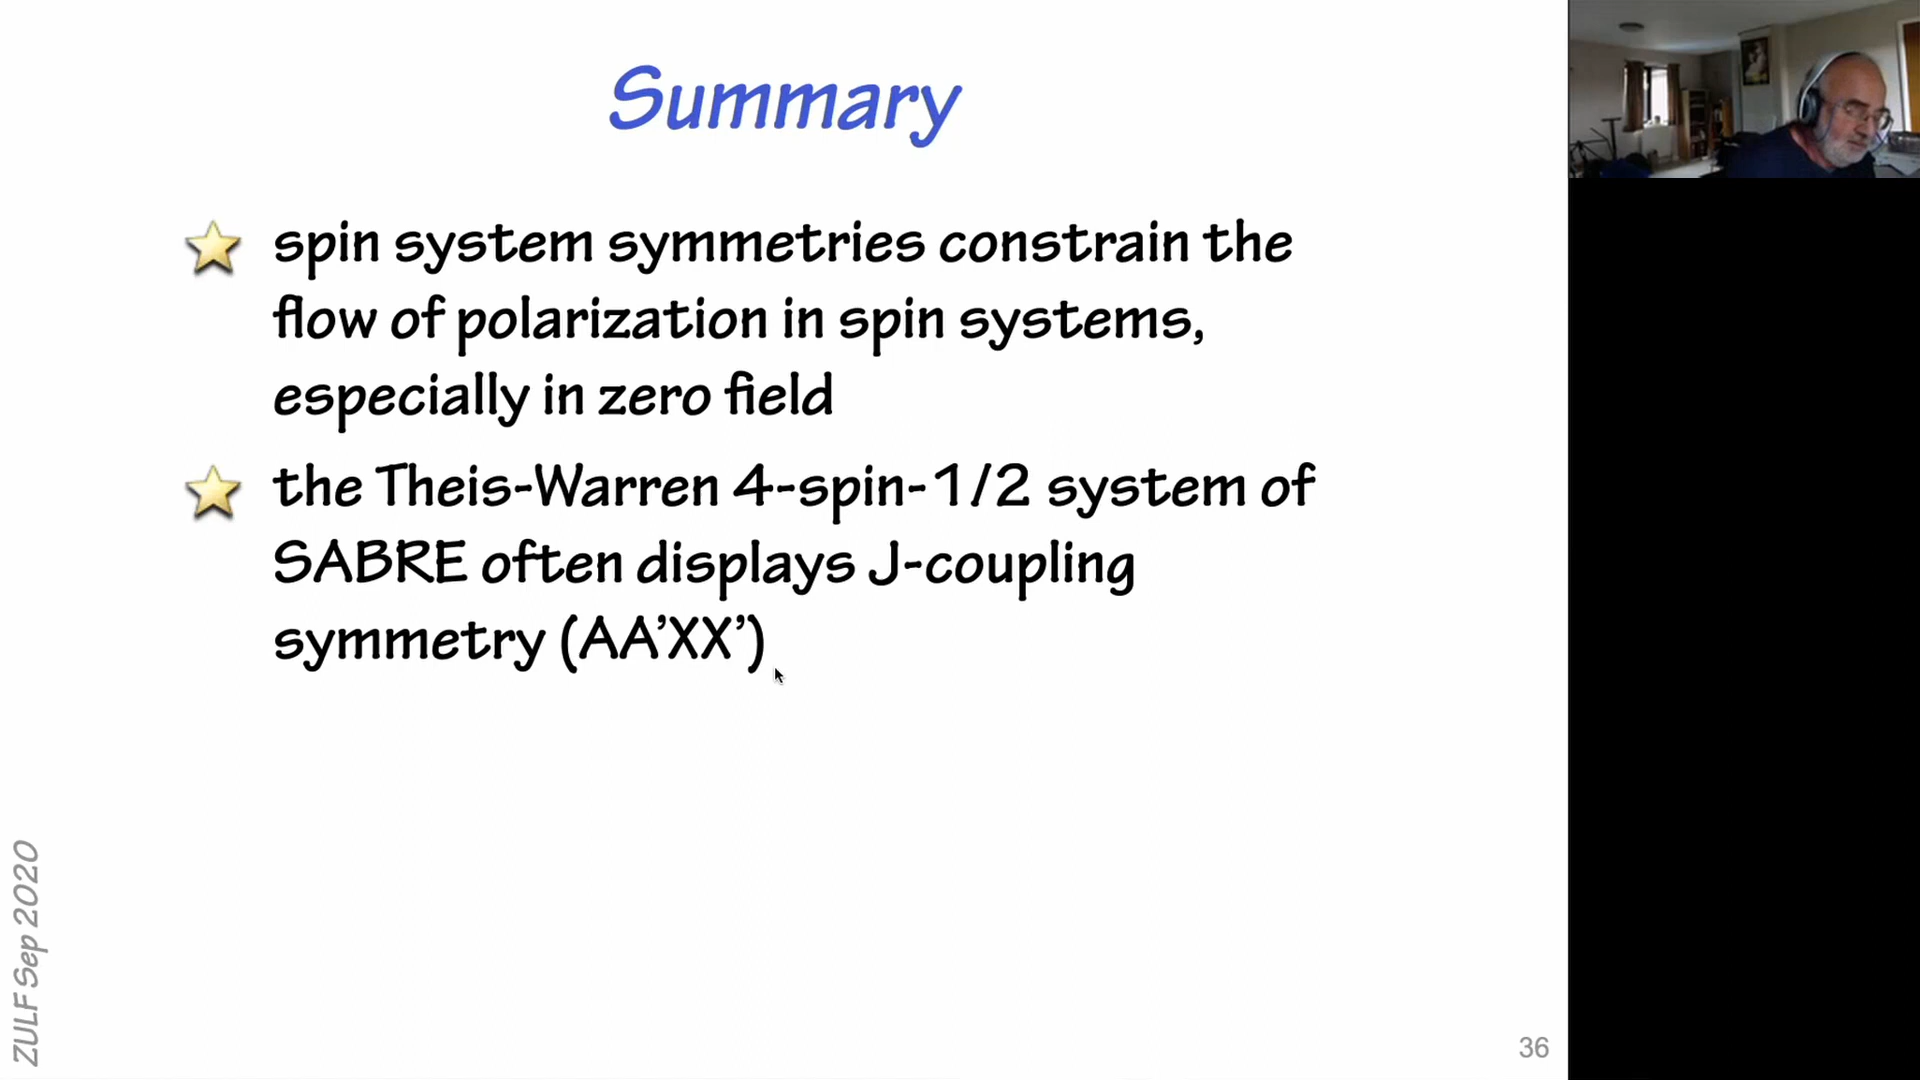 Summary
spin system symmetries constrain the
flow of polarization in spin systems,
especially in zero field
the Theis-Warren 4-spin-1/2 system of
SABRE often displays J-coupling
symmetry (AA’XX’)
ZULF Sep 2020
36